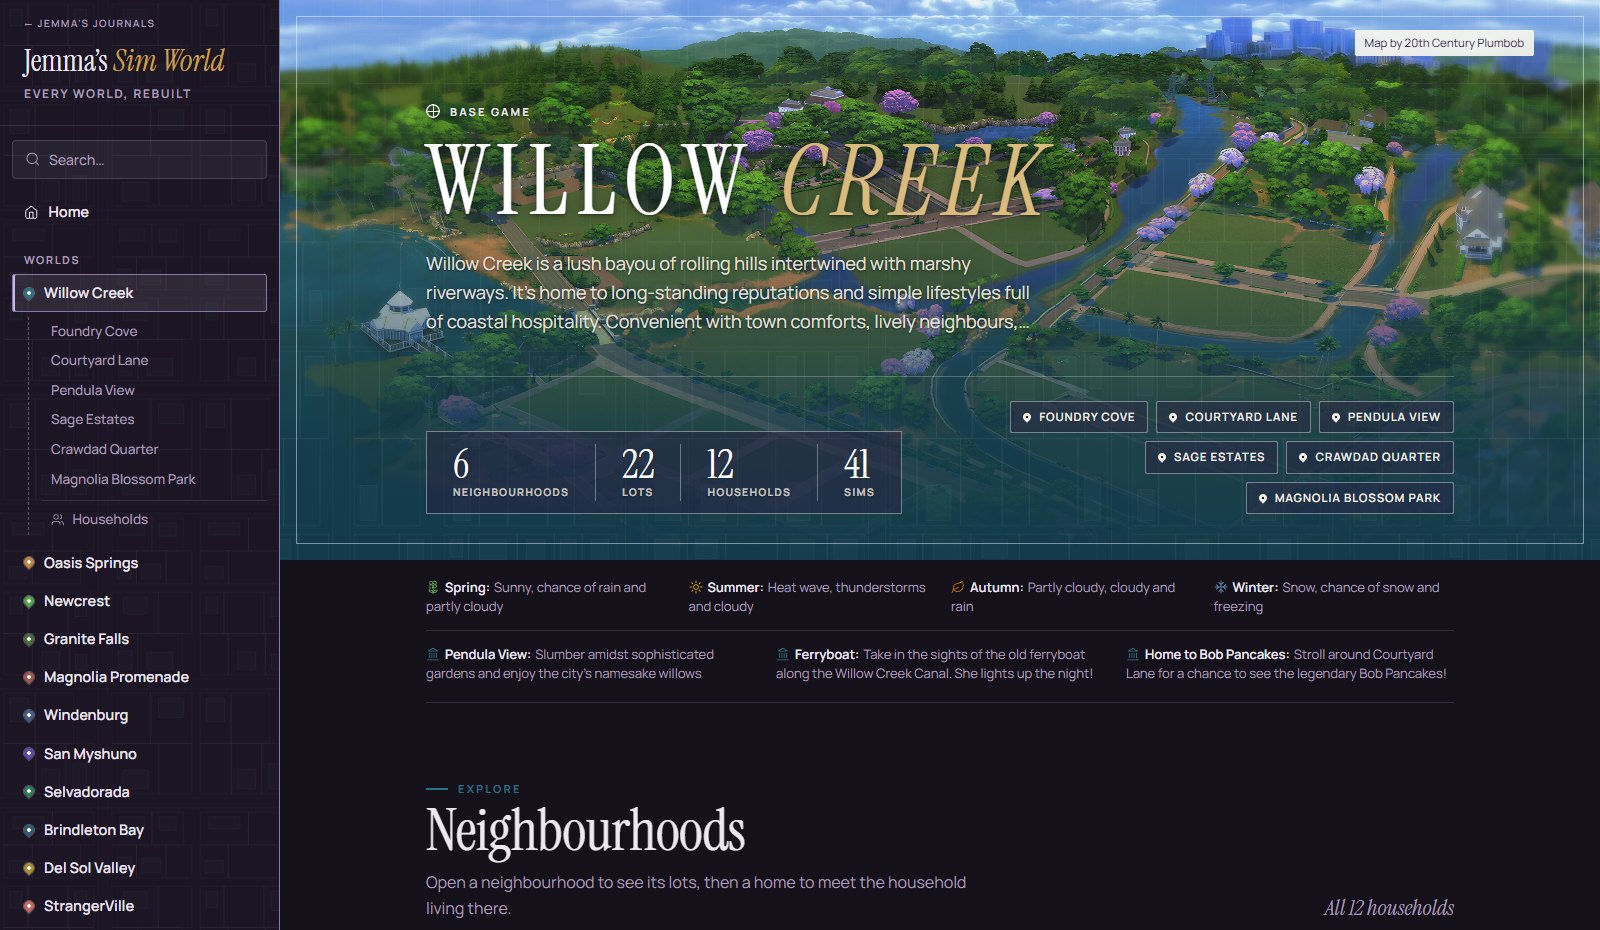 ← JEMMA'S JOURNALS
Jemma's Sim World
EVERY WORLD, REBUILT
Search...
Home
WORLDS
Willow Creek
Foundry Cove
Courtyard Lane
Pendula View
Sage Estates
Crawdad Quarter
Magnolia Blossom Park
Households
Oasis Springs
Newcrest
Granite Falls
Magnolia Promenade
Windenburg
San Myshuno
Selvadorada
Brindleton Bay
Del Sol Valley
StrangerVille
Map by 20th Century Plumbob
BASE GAME
WILLOW CREEK
Willow Creek is a lush bayou of rolling hills intertwined with marshy
riverways. It's home to long-standing reputations and simple lifestyles full
of coastal hospitality. Convenient with town comforts, lively neighbours,...
6
NEIGHBOURHOODS
22
LOTS
12
HOUSEHOLDS
41
SIMS
FOUNDRY COVE
COURTYARD LANE
PENDULA VIEW
SAGE ESTATES
CRAWDAD QUARTER
MAGNOLIA BLOSSOM PARK
Spring: Sunny, chance of rain and
partly cloudy
Summer: Heat wave, thunderstorms
and cloudy
Autumn: Partly cloudy, cloudy and
rain
Winter: Snow, chance of snow and
freezing
Pendula View: Slumber amidst sophisticated
gardens and enjoy the city's namesake willows
Ferryboat: Take in the sights of the old ferryboat
along the Willow Creek Canal. She lights up the night!
Home to Bob Pancakes: Stroll around Courtyard
Lane for a chance to see the legendary Bob Pancakes!
EXPLORE
Neighbourhoods
Open a neighbourhood to see its lots, then a home to meet the household
living there.
All 12 households